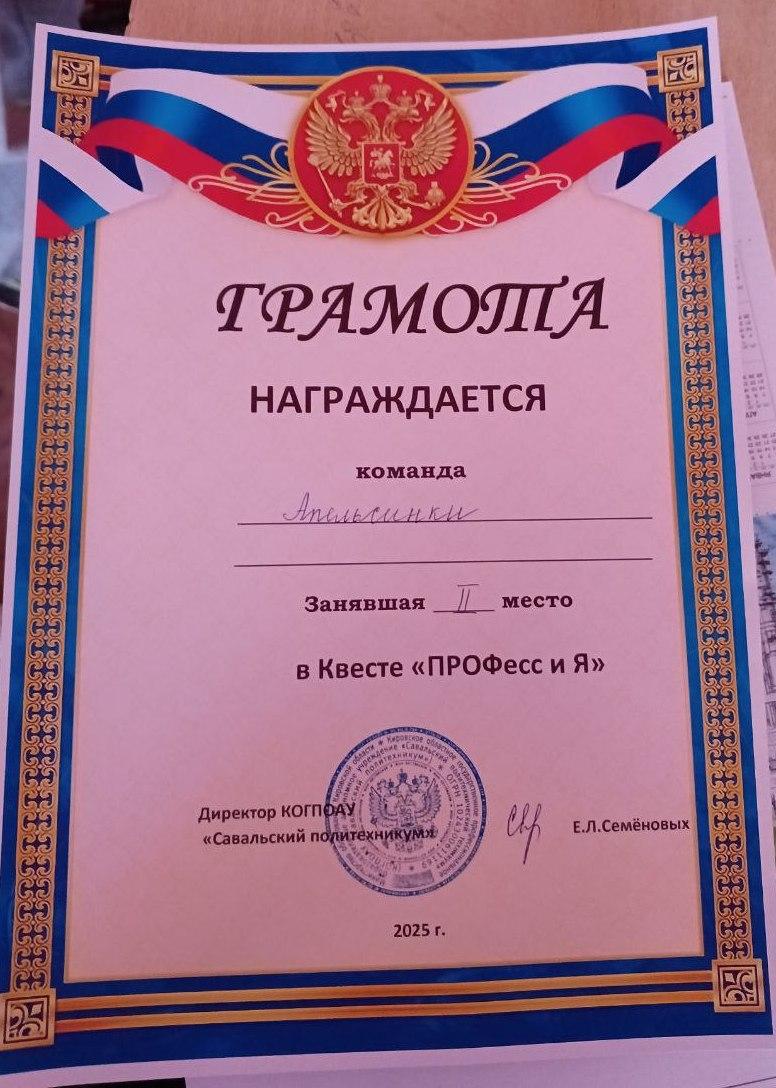 ГРАМОТА
НАГРАЖДАЕТСЯ
команда
Апельсинки
Занявшая II место
в Квесте «ПРОФесс и Я»
Директор КОГПОАУ
«Савальский политехникум»
Е.Л.Семёновых
2025 г.